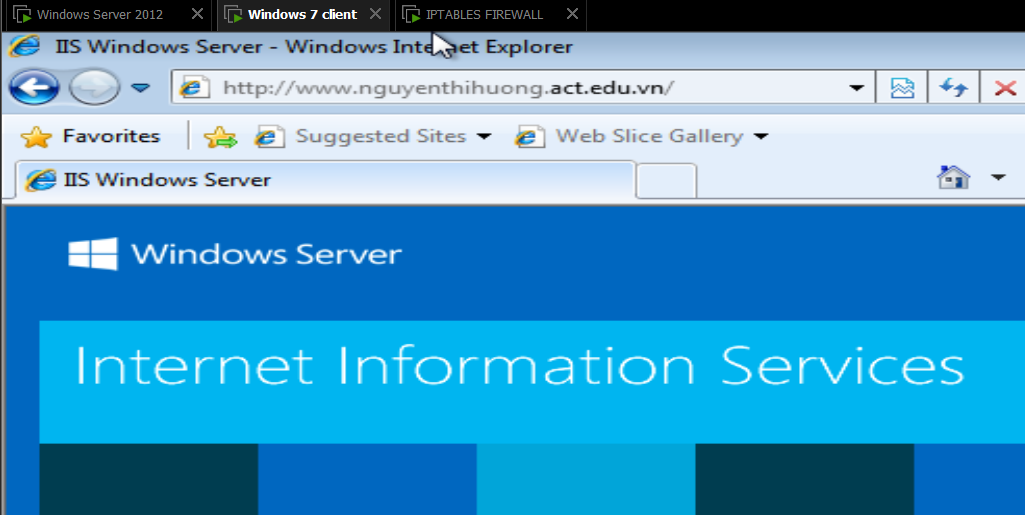 Windows Server 2012 Windows 7 client IPTABLES FIREWALL
IIS Windows Server - Windows Internet Explorer
http://www.nguyenthihuong.act.edu.vn/
Favorites Suggested Sites Web Slice Gallery
IIS Windows Server
Windows Server
Internet Information Services